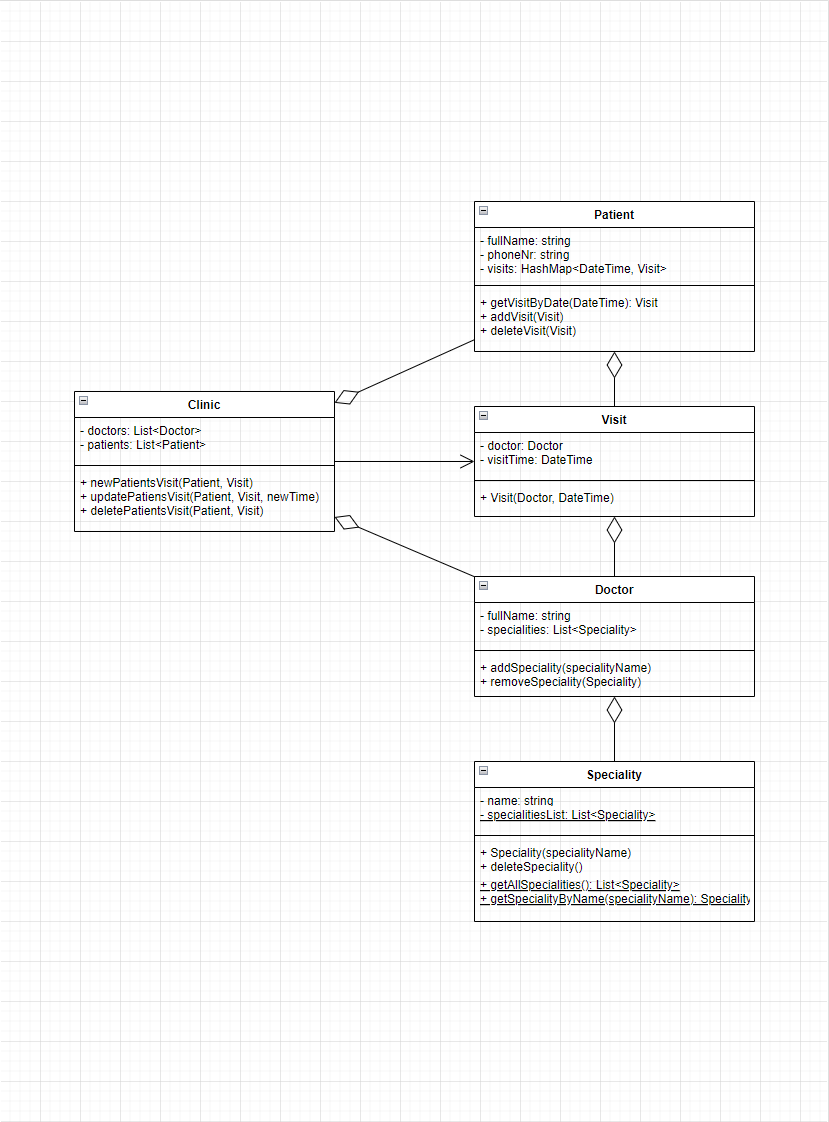 Patient
- fullName: string
- phoneNr: string
- visits: HashMap<DateTime, Visit>
+ getVisitByDate(DateTime): Visit
+ addVisit(Visit)
+ deleteVisit(Visit)
Clinic
- doctors: List<Doctor>
- patients: List<Patient>
+ newPatientsVisit(Patient, Visit)
+ updatePatiensVisit(Patient, Visit, newTime)
+ deletePatientsVisit(Patient, Visit)
Visit
- doctor: Doctor
- visitTime: DateTime
+ Visit(Doctor, DateTime)
Doctor
- fullName: string
- specialities: List<Speciality>
+ addSpeciality(specialityName)
+ removeSpeciality(Speciality)
Speciality
- name: string
- specialitiesList: List<Speciality>
+ Speciality(specialityName)
+ deleteSpeciality()
+ getAllSpecialities(): List<Speciality>
+ getSpecialityByName(specialityName): Speciality